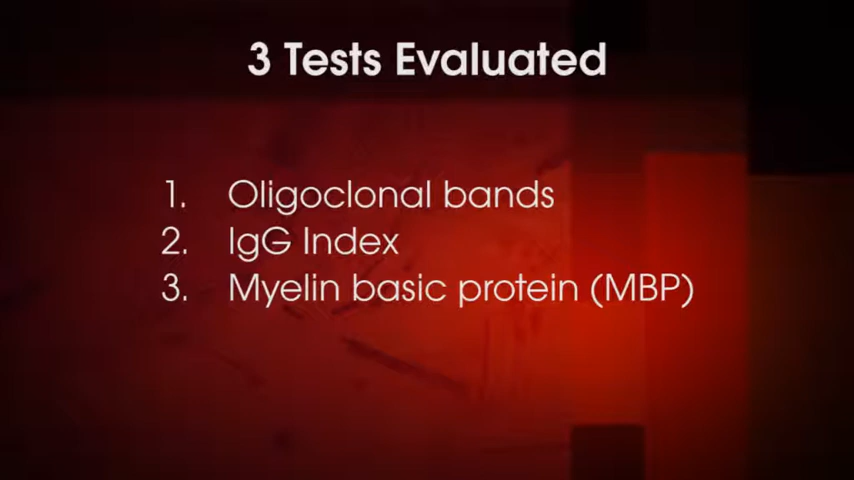 3 Tests Evaluated
1. Oligoclonal bands
2. IgG Index
3. Myelin basic protein (MBP)